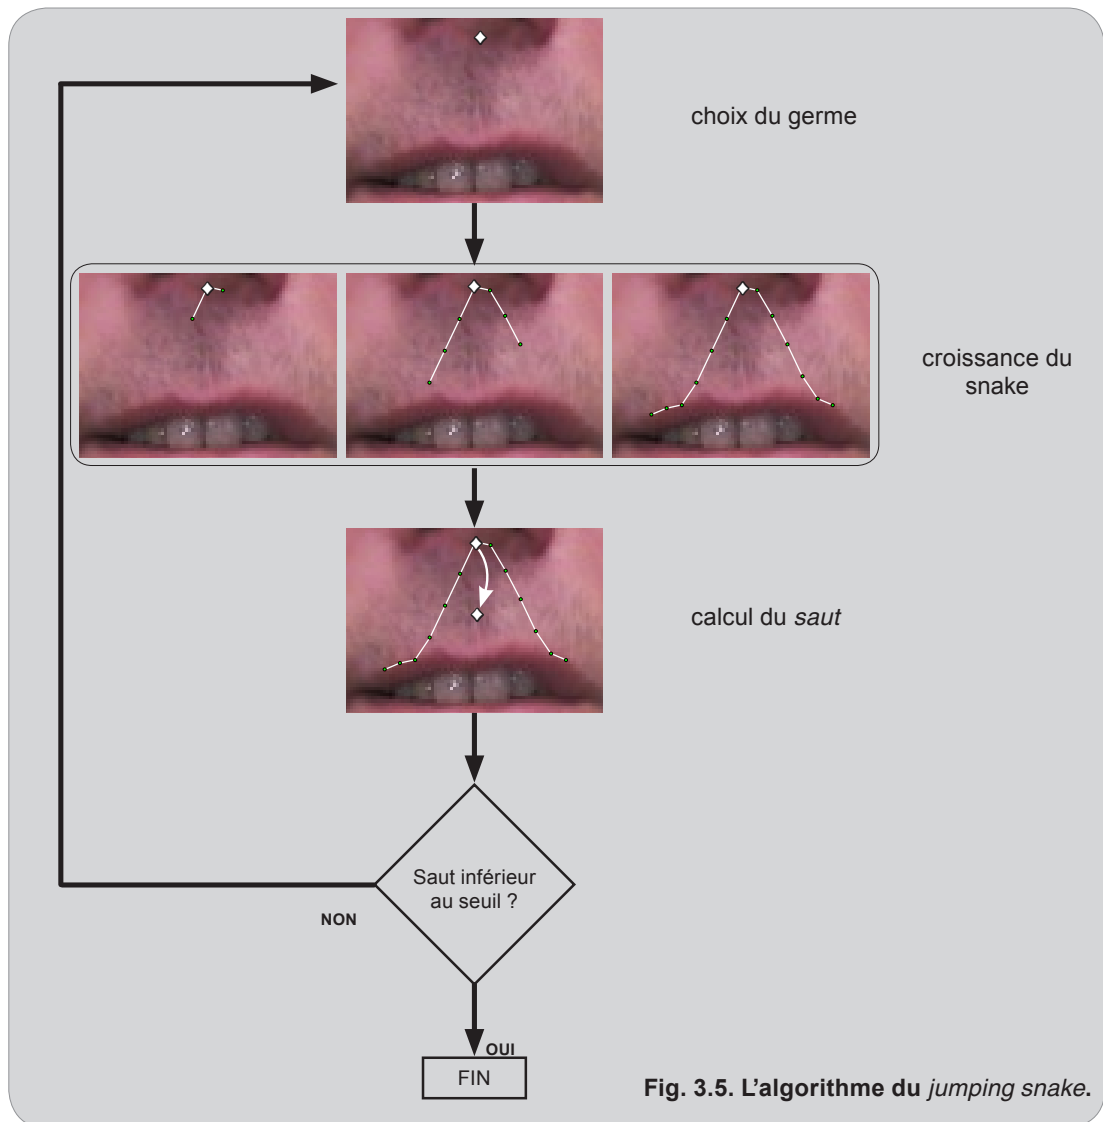 choix du germe
croissance du
snake
calcul du saut
Saut inférieur
au seuil ?
NON
OUI
FIN
Fig. 3.5. L'algorithme du jumping snake.